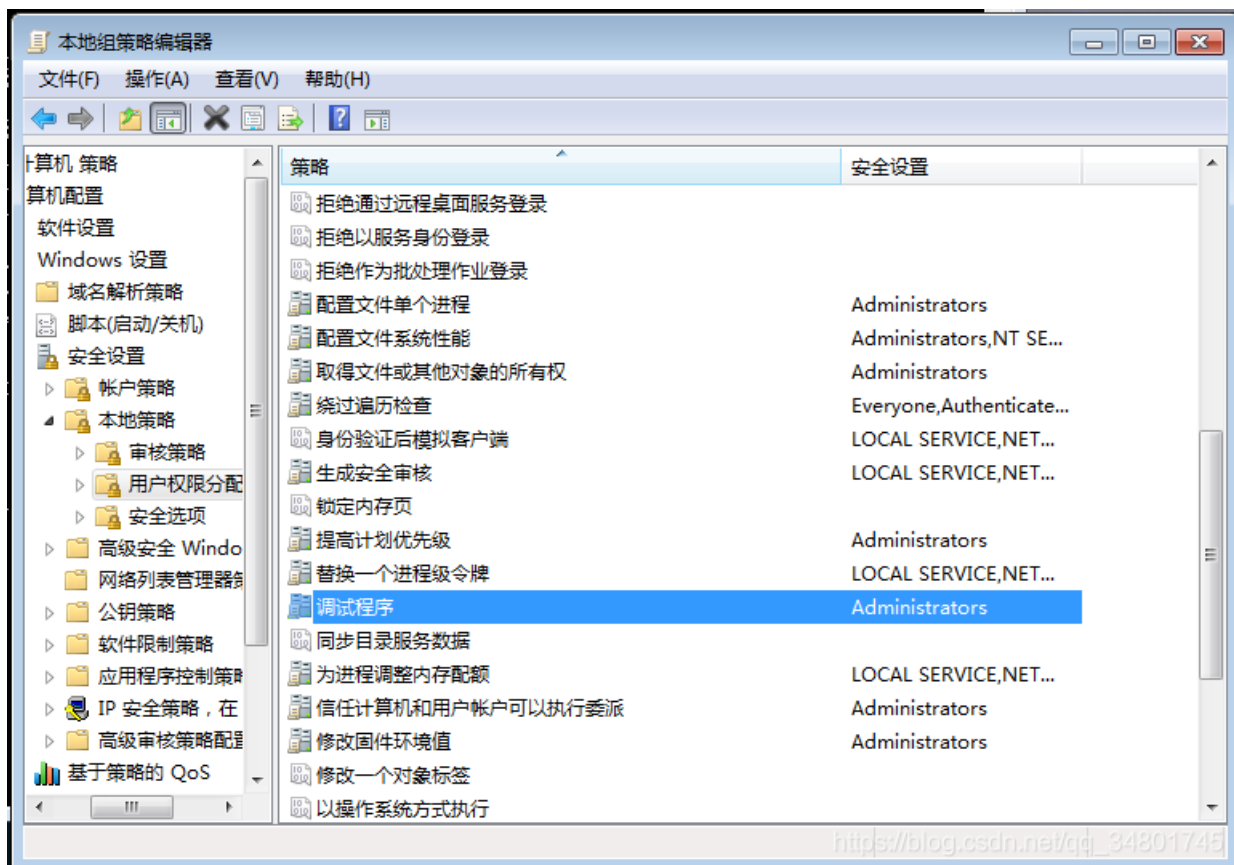 本地组策略编辑器
文件(F) 操作(A) 查看(V) 帮助(H)
计算机 策略
算机配置
软件设置
Windows 设置
域名解析策略
脚本(启动/关机)
安全设置
帐户策略
本地策略
审核策略
用户权限分配
安全选项
高级安全 Windo
网络列表管理器策
公钥策略
软件限制策略
应用程序控制策略
IP 安全策略，在
高级审核策略配置
基于策略的 QoS
策略 安全设置
拒绝通过远程桌面服务登录
拒绝以服务身份登录
拒绝作为批处理作业登录
配置文件单个进程 Administrators
配置文件系统性能 Administrators,NT SE...
取得文件或其他对象的所有权 Administrators
绕过遍历检查 Everyone,Authenticate...
身份验证后模拟客户端 LOCAL SERVICE,NET...
生成安全审核 LOCAL SERVICE,NET...
锁定内存页
提高计划优先级 Administrators
替换一个进程级令牌 LOCAL SERVICE,NET...
调试程序 Administrators
同步目录服务数据
为进程调整内存配额 LOCAL SERVICE,NET...
信任计算机和用户帐户可以执行委派 Administrators
修改固件环境值 Administrators
修改一个对象标签
以操作系统方式执行
https://blog.csdn.net/qq_34801745